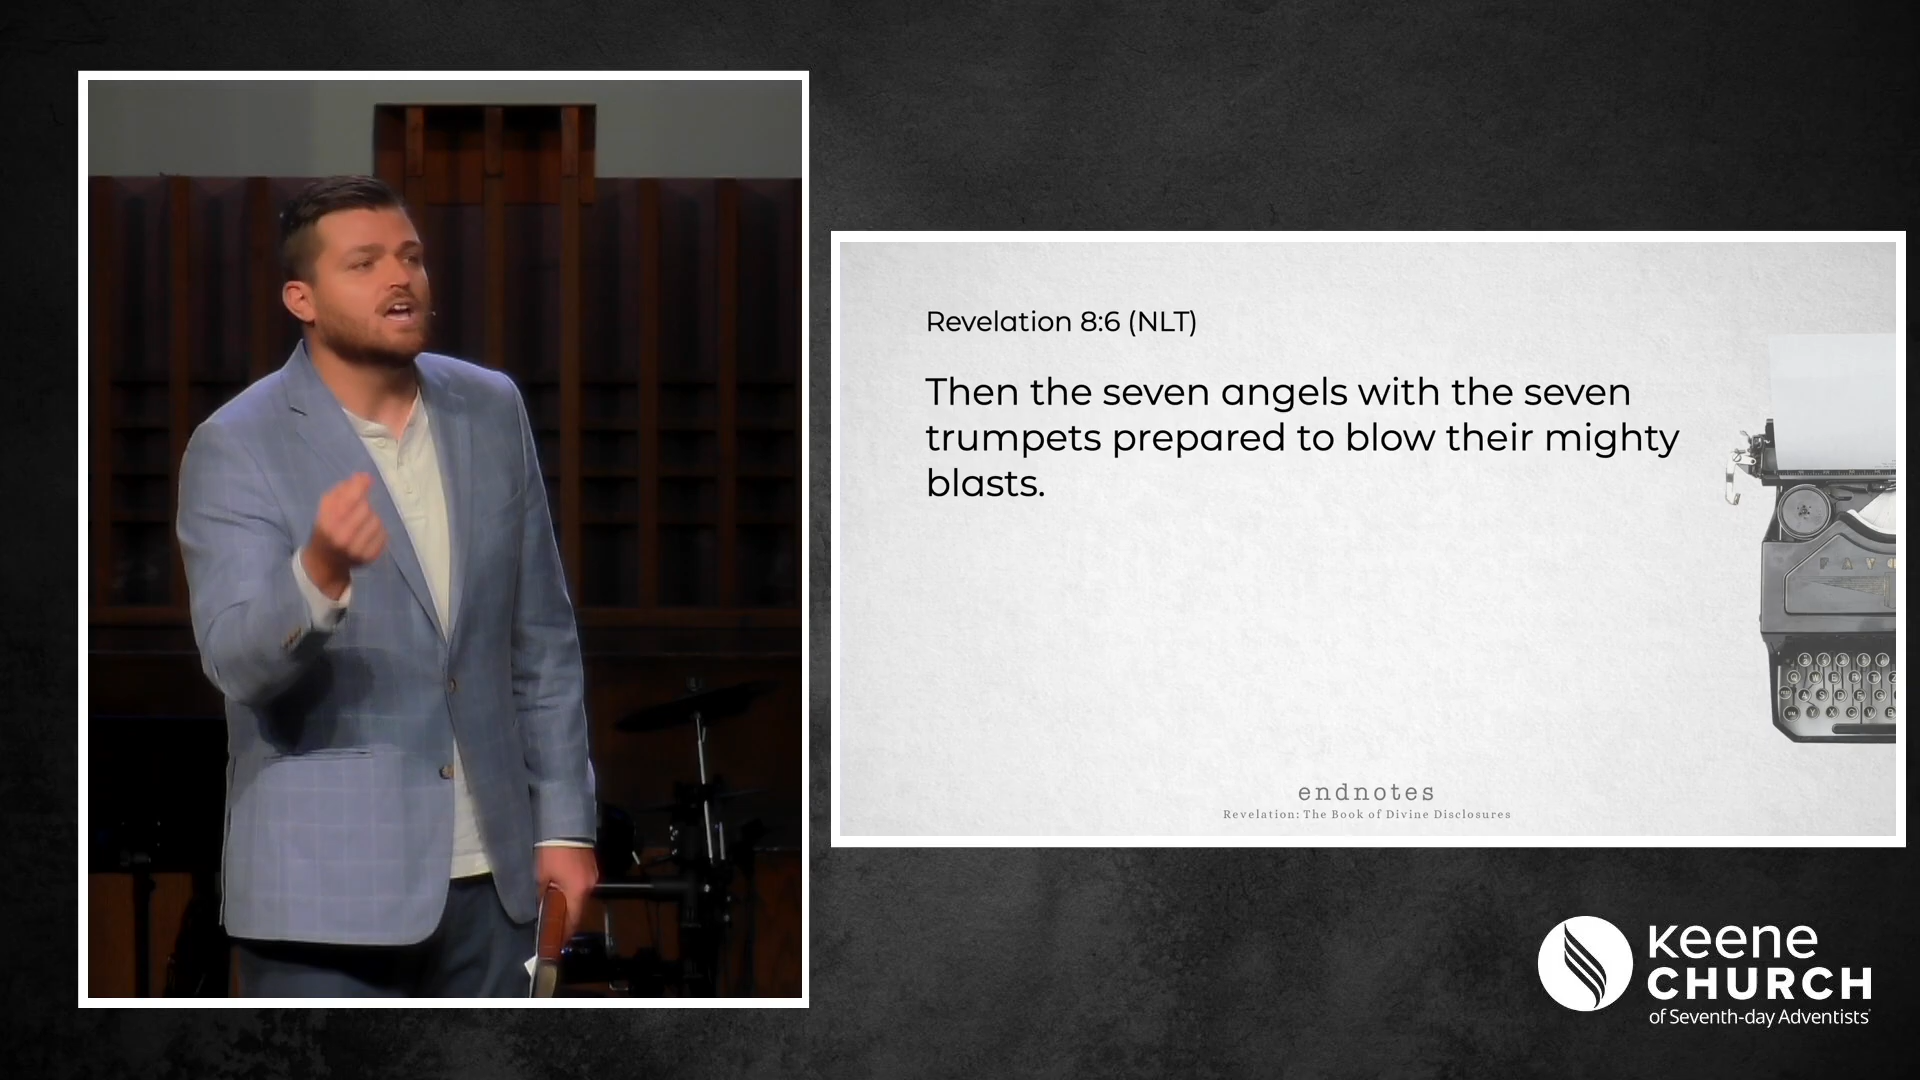 Revelation 8:6 (NLT)
Then the seven angels with the seven
trumpets prepared to blow their mighty
blasts.
endnotes
Revelation: The Book of Divine Disclosures
Keene
CHURCH
of Seventh-day Adventists